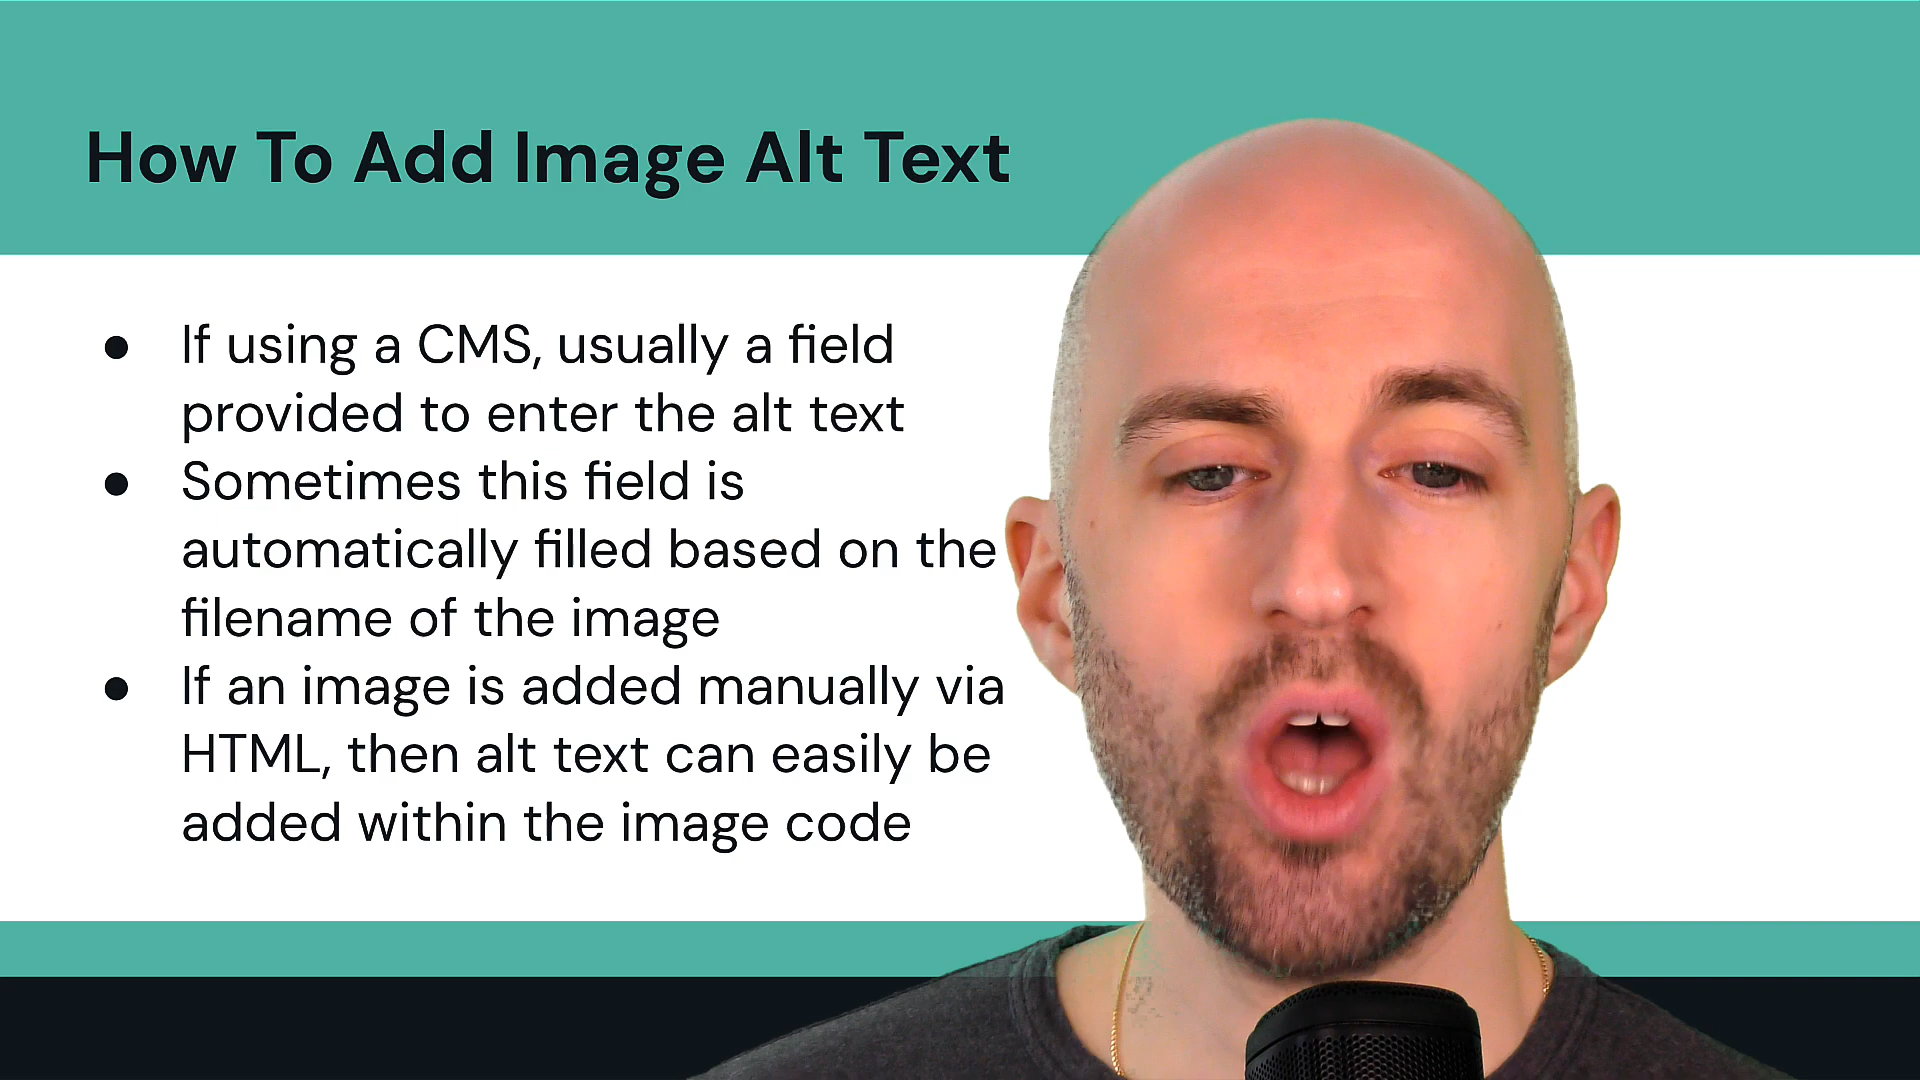 How To Add Image Alt Text
● If using a CMS, usually a field
provided to enter the alt text
● Sometimes this field is
automatically filled based on the
filename of the image
● If an image is added manually via
HTML, then alt text can easily be
added within the image code